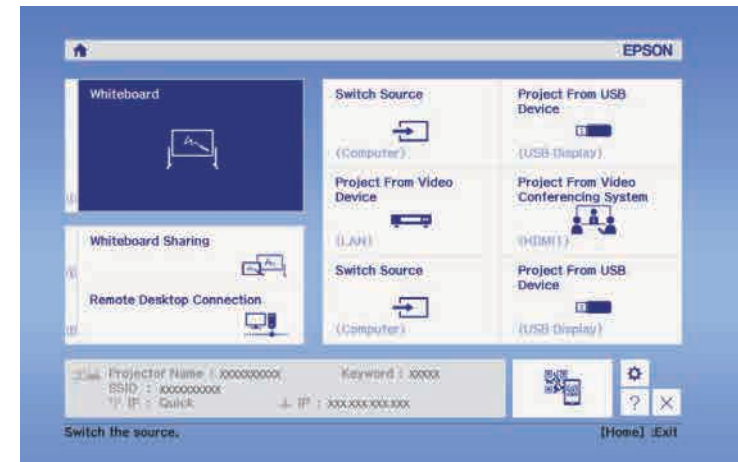 EPSON
Whiteboard
Switch Source
(Computer)
Project From USB
Device
(USB Display)
Project From Video
Device
(LAN)
Project From Video
Conferencing System
(HDMI1)
Whiteboard Sharing
Remote Desktop Connection
Switch Source
(Computer)
Project From USB
Device
(USB Display)
Projector Name : xxxxxxxxxx Keyword : xxxxx
SSID : xxxxxxxxxx
IP : Quick IP : xxx.xxx.xxx.xxx
?
Switch the source.
[Home] :Exit